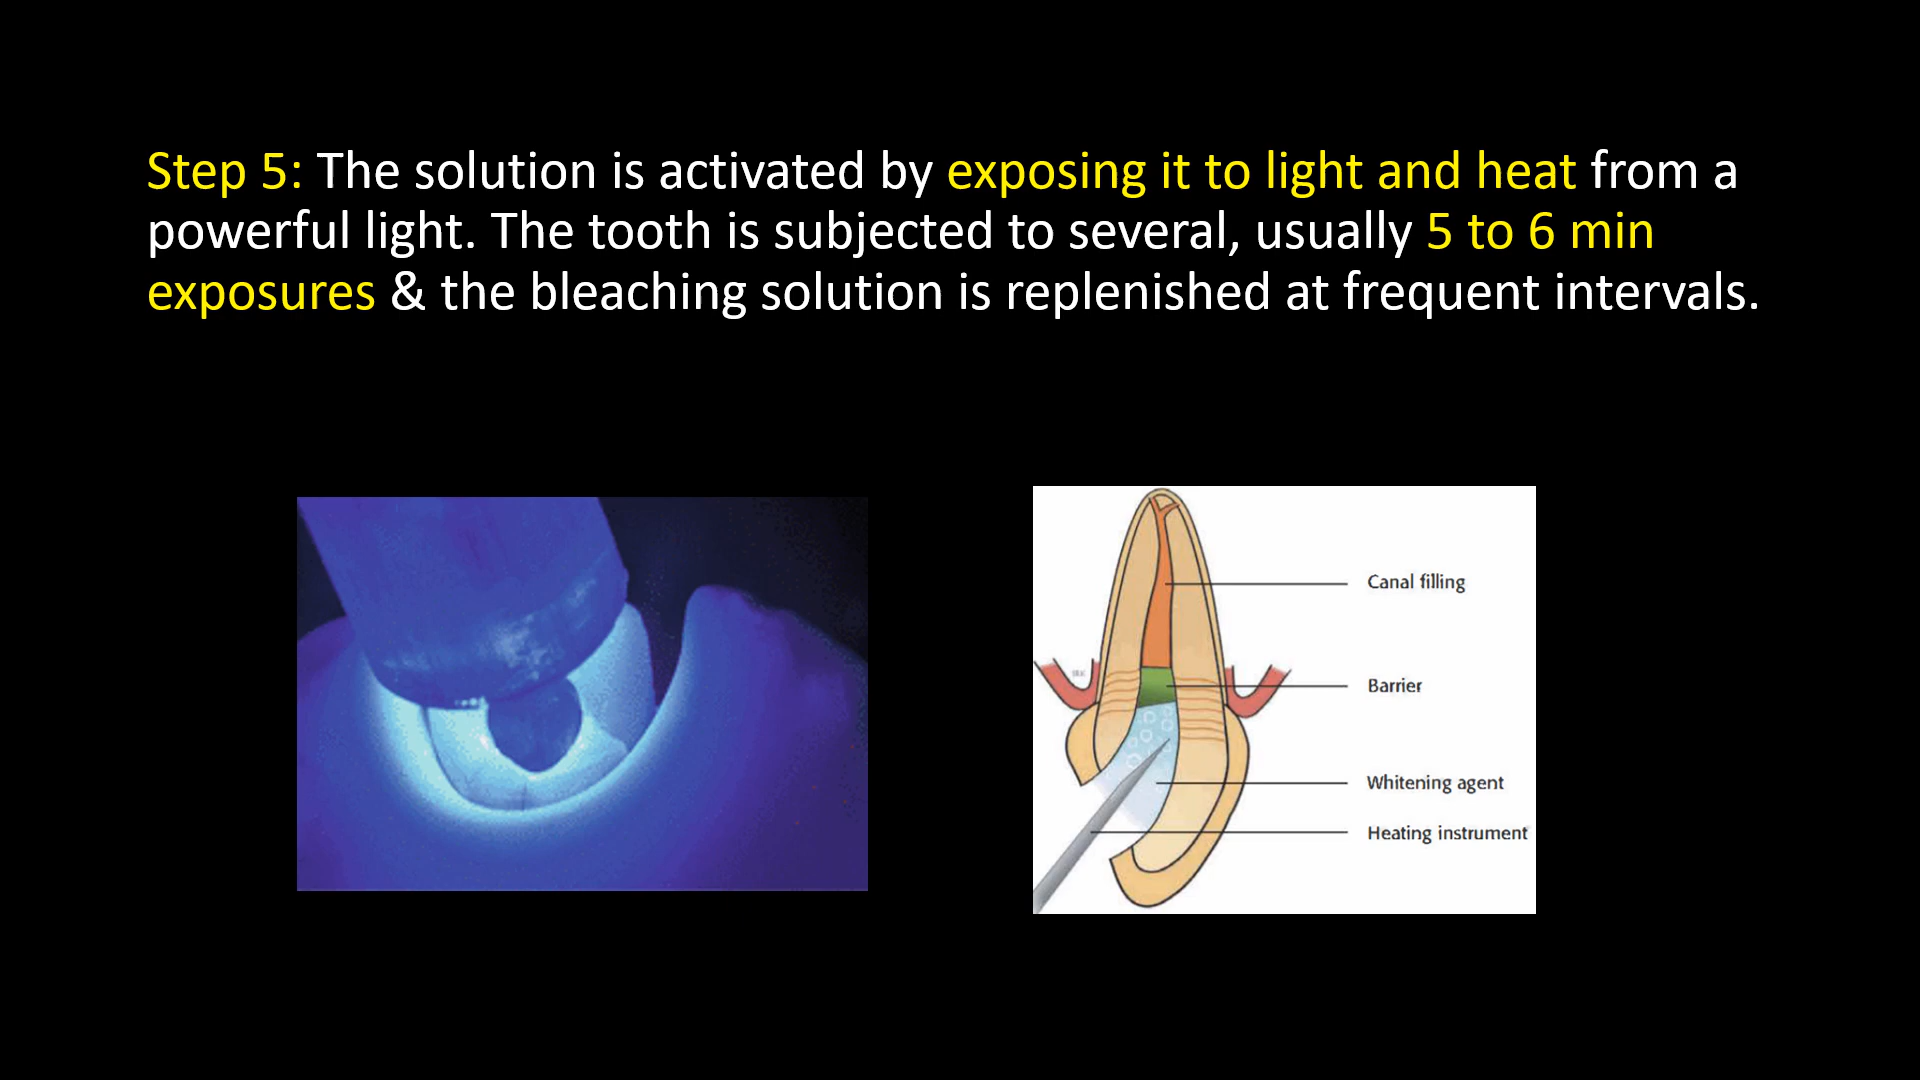 Step 5: The solution is activated by exposing it to light and heat from a
powerful light. The tooth is subjected to several, usually 5 to 6 min
exposures & the bleaching solution is replenished at frequent intervals.
Canal filling
Barrier
Whitening agent
Heating instrument